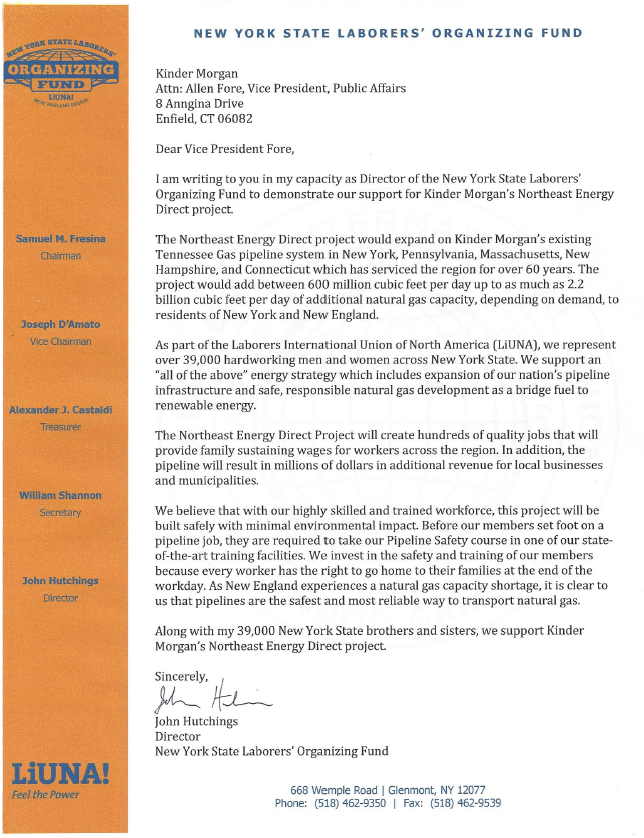 NEW YORK STATE LABORERS' ORGANIZING FUND
NEW YORK STATE LABORERS'
ORGANIZING
FUND
LIUNA!
NEW ENGLAND REGION
Kinder Morgan
Attn: Allen Fore, Vice President, Public Affairs
8 Anngina Drive
Enfield, CT 06082
Dear Vice President Fore,
I am writing to you in my capacity as Director of the New York State Laborers'
Organizing Fund to demonstrate our support for Kinder Morgan's Northeast Energy
Direct project.
Samuel M. Fresina
Chairman
Joseph D'Amato
Vice Chairman
Alexander J. Castaldi
Treasurer
William Shannon
Secretary
John Hutchings
Director
The Northeast Energy Direct project would expand on Kinder Morgan's existing
Tennessee Gas pipeline system in New York, Pennsylvania, Massachusetts, New
Hampshire, and Connecticut which has serviced the region for over 60 years. The
project would add between 600 million cubic feet per day up to as much as 2.2
billion cubic feet per day of additional natural gas capacity, depending on demand, to
residents of New York and New England.
As part of the Laborers International Union of North America (LiUNA), we represent
over 39,000 hardworking men and women across New York State. We support an
"all of the above" energy strategy which includes expansion of our nation's pipeline
infrastructure and safe, responsible natural gas development as a bridge fuel to
renewable energy.
The Northeast Energy Direct Project will create hundreds of quality jobs that will
provide family sustaining wages for workers across the region. In addition, the
pipeline will result in millions of dollars in additional revenue for local businesses
and municipalities.
We believe that with our highly skilled and trained workforce, this project will be
built safely with minimal environmental impact. Before our members set foot on a
pipeline job, they are required to take our Pipeline Safety course in one of our state-
of-the-art training facilities. We invest in the safety and training of our members
because every worker has the right to go home to their families at the end of the
workday. As New England experiences a natural gas capacity shortage, it is clear to
us that pipelines are the safest and most reliable way to transport natural gas.
Along with my 39,000 New York State brothers and sisters, we support Kinder
Morgan's Northeast Energy Direct project.
Sincerely,
John Hutchings
Director
New York State Laborers' Organizing Fund
LiUNA!
Feel the Power
668 Wemple Road | Glenmont, NY 12077
Phone: (518) 462-9350 | Fax: (518) 462-9539